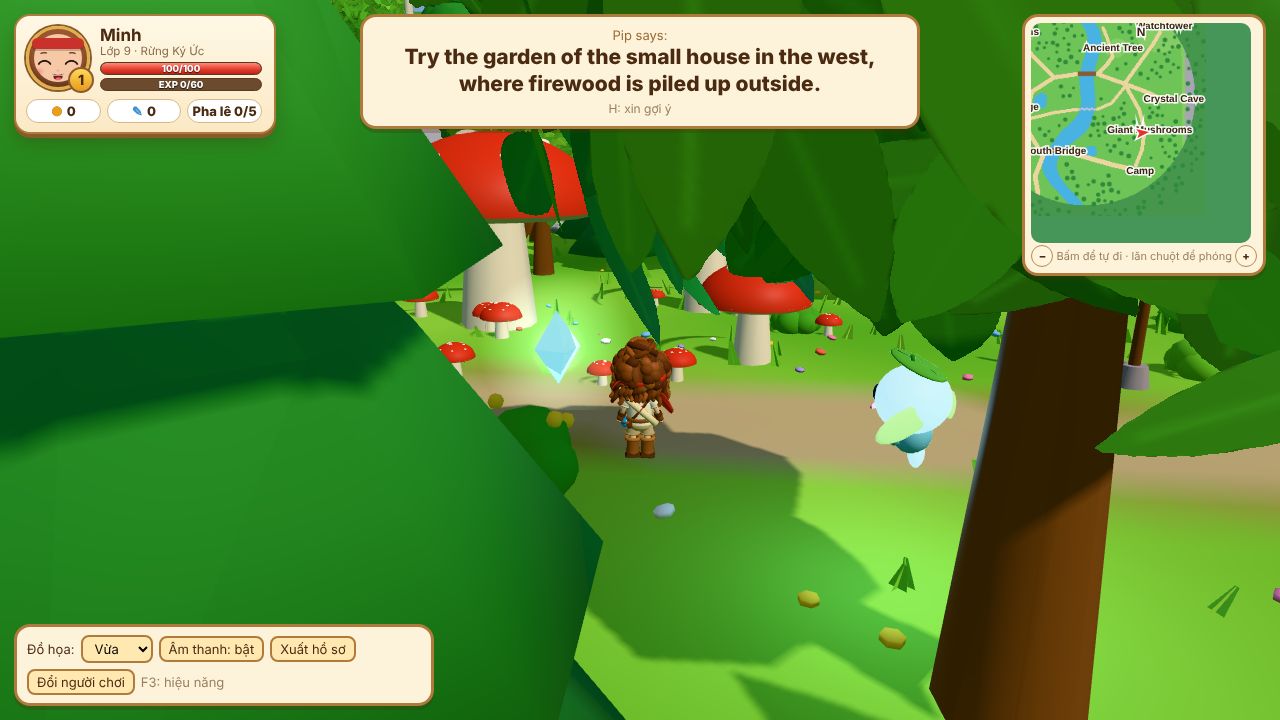 Minh
Lớp 9 · Rừng Ký Ức
100/100
EXP 0/60
1
0
0
Pha lê 0/5
Pip says:
Try the garden of the small house in the west,
where firewood is piled up outside.
H: xin gợi ý
N
Ancient Tree
Crystal Cave
Giant Mushrooms
Camp
− Bấm để tự đi · lăn chuột để phóng +
Đồ họa: Vừa Âm thanh: bật Xuất hồ sơ
Đổi người chơi F3: hiệu năng